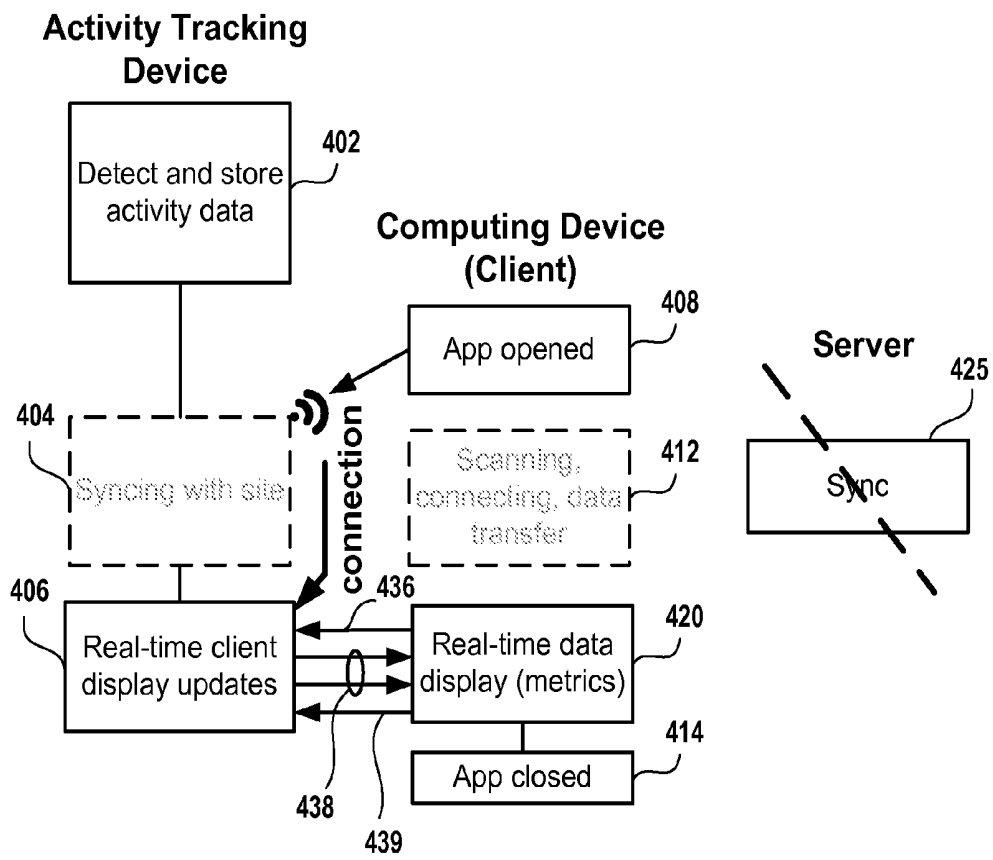 Activity Tracking
Device
402
Detect and store
activity data
Computing Device
(Client)
408
App opened
Server
425
Sync
404
Syncing with site
connection
412
Scanning,
connecting, data
transfer
406
Real-time client
display updates
436
420
Real-time data
display (metrics)
438
439
414
App closed